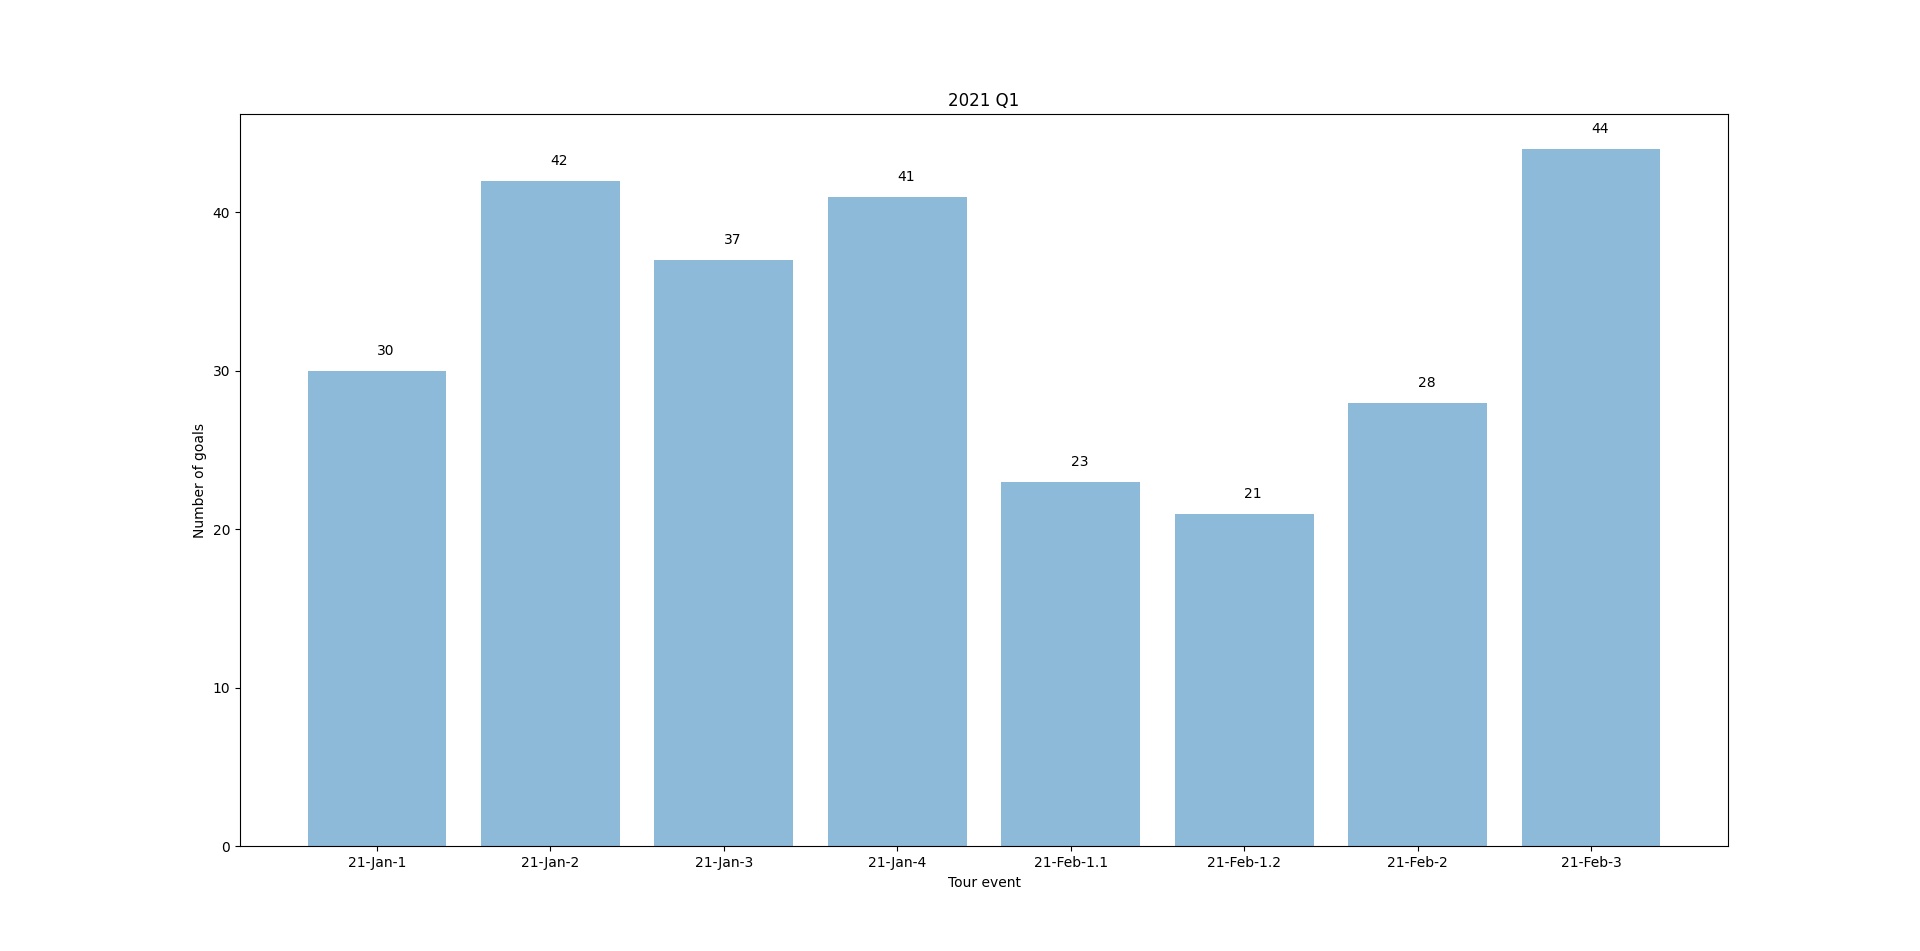 2021 Q1
44
42
41
40
37
30
30
28
23
21
20
10
0
Number of goals
21-Jan-1
21-Jan-2
21-Jan-3
21-Jan-4
21-Feb-1.1
21-Feb-1.2
21-Feb-2
21-Feb-3
Tour event